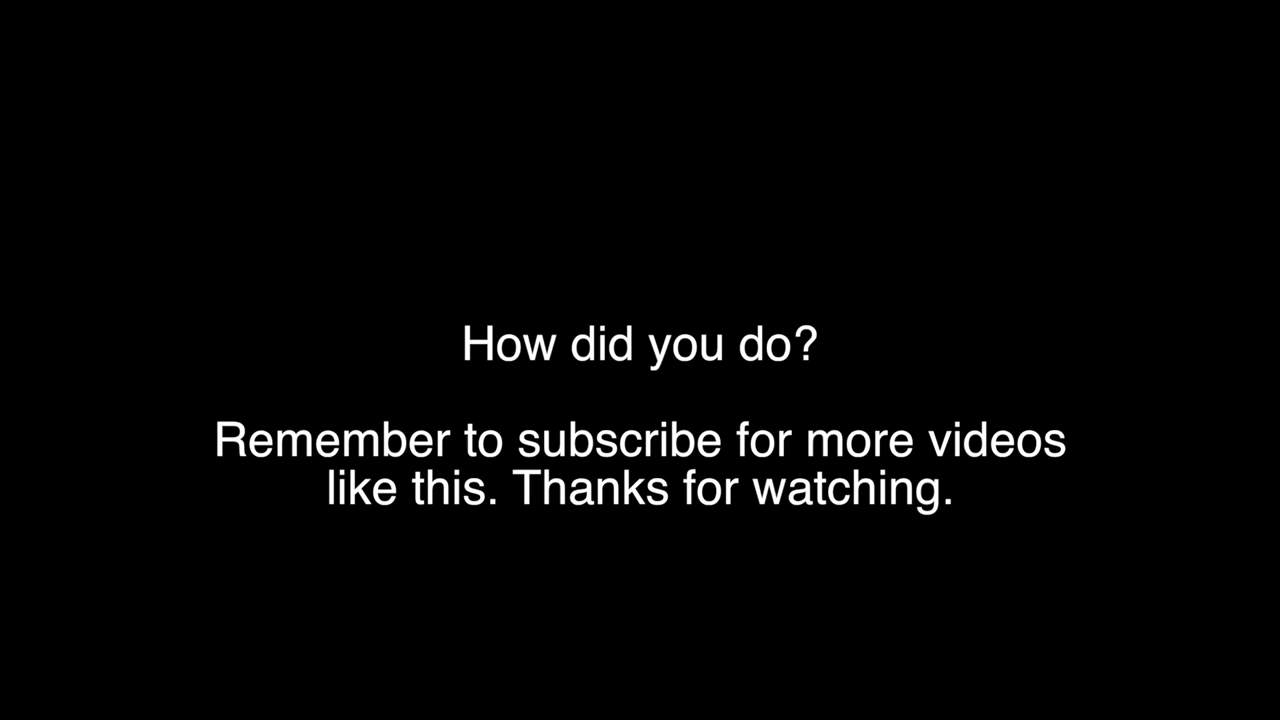 How did you do?
Remember to subscribe for more videos
like this. Thanks for watching.